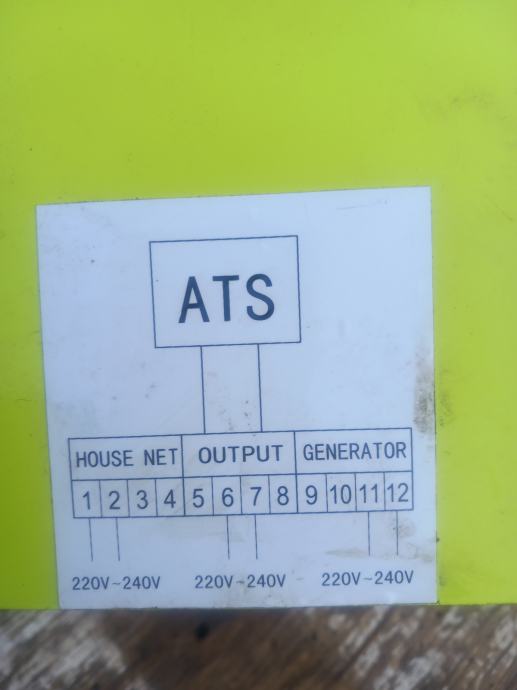 ATS
HOUSE NET OUTPUT GENERATOR
1 2 3 4 5 6 7 8 9 10 11 12
220V~240V 220V~240V 220V~240V